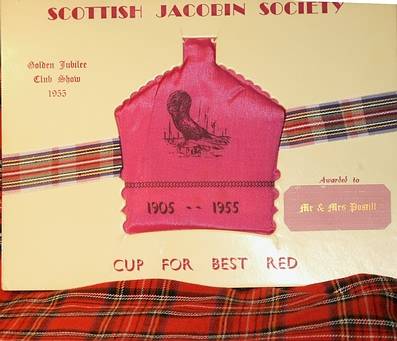 SCOTTISH JACOBIN SOCIETY
Golden Jubilee
Club Show
1955
1905 -- 1955
Awarded to
Mr & Mrs Postill
CUP FOR BEST RED